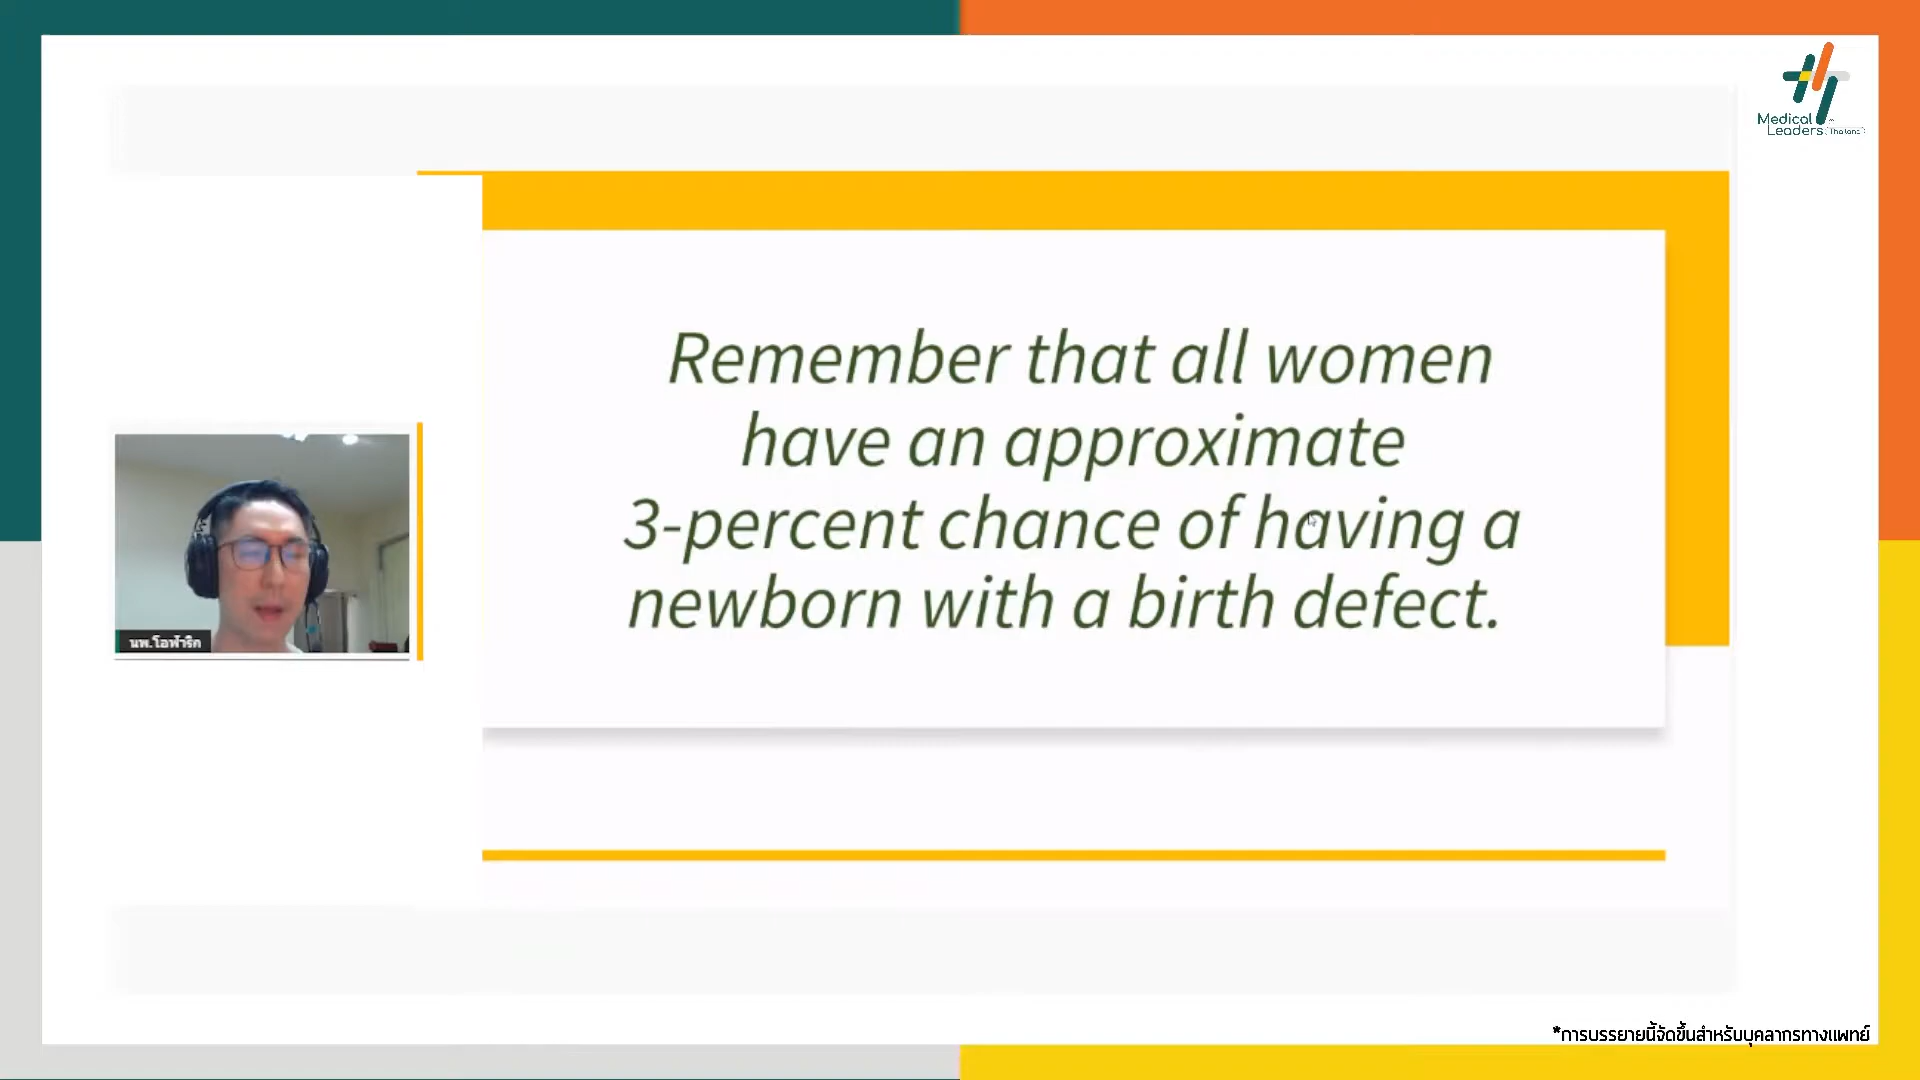 Medical
Leaders (Thailand)
Remember that all women
have an approximate
3-percent chance of having a
newborn with a birth defect.
นพ.โอฬาริก
*การบรรยายนี้จัดขึ้นสำหรับบุคลากรทางแพทย์